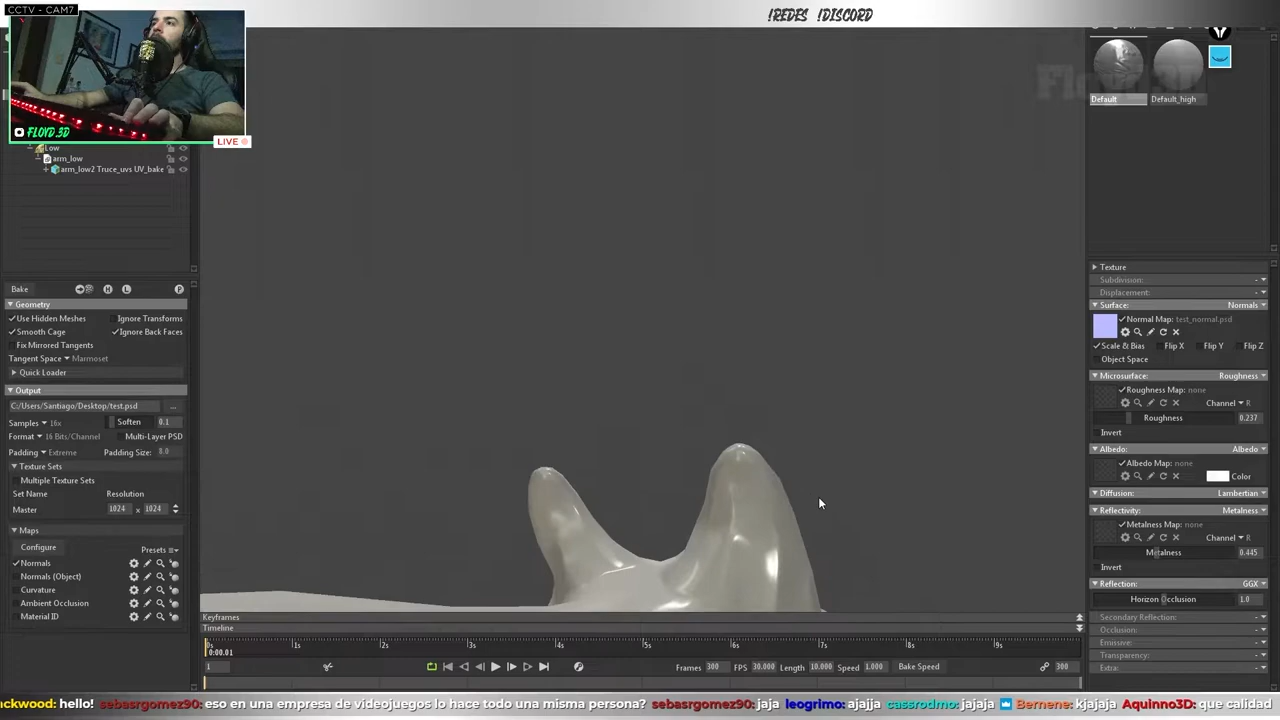 CCTV - CAM7
!REDES !DISCORD
FLOYD.3D
LIVE
Floyd 3D
Default
Default_high
Low
arm_low
arm_low2 Truce_uvs UV_bake
Bake
Geometry
Use Hidden Meshes
Ignore Transforms
Smooth Cage
Ignore Back Faces
Fix Mirrored Tangents
Tangent Space Marmoset
Quick Loader
Output
C:/Users/Santiago/Desktop/test.psd ...
Samples 16x Soften 0.1
Format 16 Bits/Channel Multi-Layer PSD
Padding Extreme Padding Size: 8.0
Texture Sets
Multiple Texture Sets
Set Name Resolution
Master 1024 x 1024
Maps
Configure Presets
Normals
Normals (Object)
Curvature
Ambient Occlusion
Material ID
Texture
Subdivision:
Displacement:
Surface: Normals
Normal Map: test_normal.psd
Scale & Bias Flip X Flip Y Flip Z
Object Space
Microsurface: Roughness
Roughness Map: none
Channel R
Roughness 0.237
Invert
Albedo: Albedo
Albedo Map: none
Color
Diffusion: Lambertian
Reflectivity: Metalness
Metalness Map: none
Channel R
Metalness 0.445
Invert
Reflection: GGX
Horizon Occlusion 1.0
Secondary Reflection:
Occlusion:
Emissive:
Transparency:
Extra:
Keyframes
Timeline
0s 1s 2s 3s 4s 5s 6s 7s 8s 9s
0:00.01
1 Frames 300 FPS 30.000 Length 10.000 Speed 1.000 Bake Speed 300
ackwood: hello! sebasrgomez90: eso en una empresa de videojuegos lo hace todo una misma persona? sebasrgomez90: jaja leogrimo: ajajja cassrodmo: jajaja Bernene: kjajaja Aquinno3D: que calidad